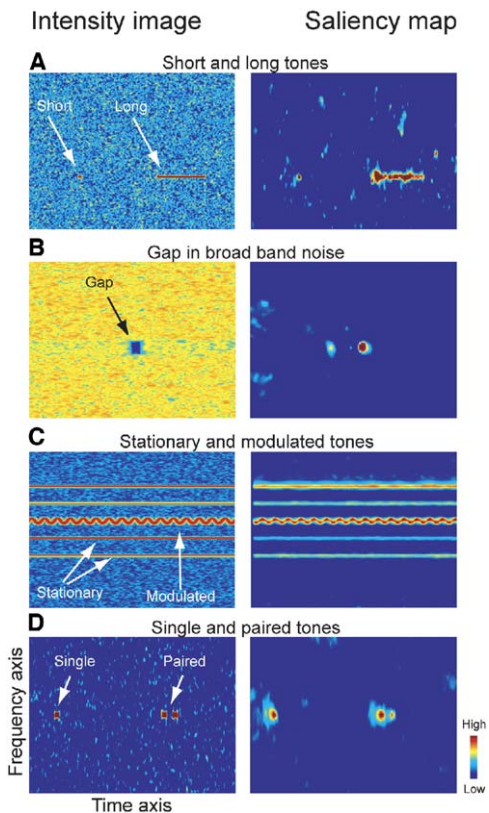 Intensity image Saliency map
A Short and long tones
Short Long
B Gap in broad band noise
Gap
C Stationary and modulated tones
Stationary Modulated
D Single and paired tones
Single Paired
Frequency axis
Time axis
High
Low